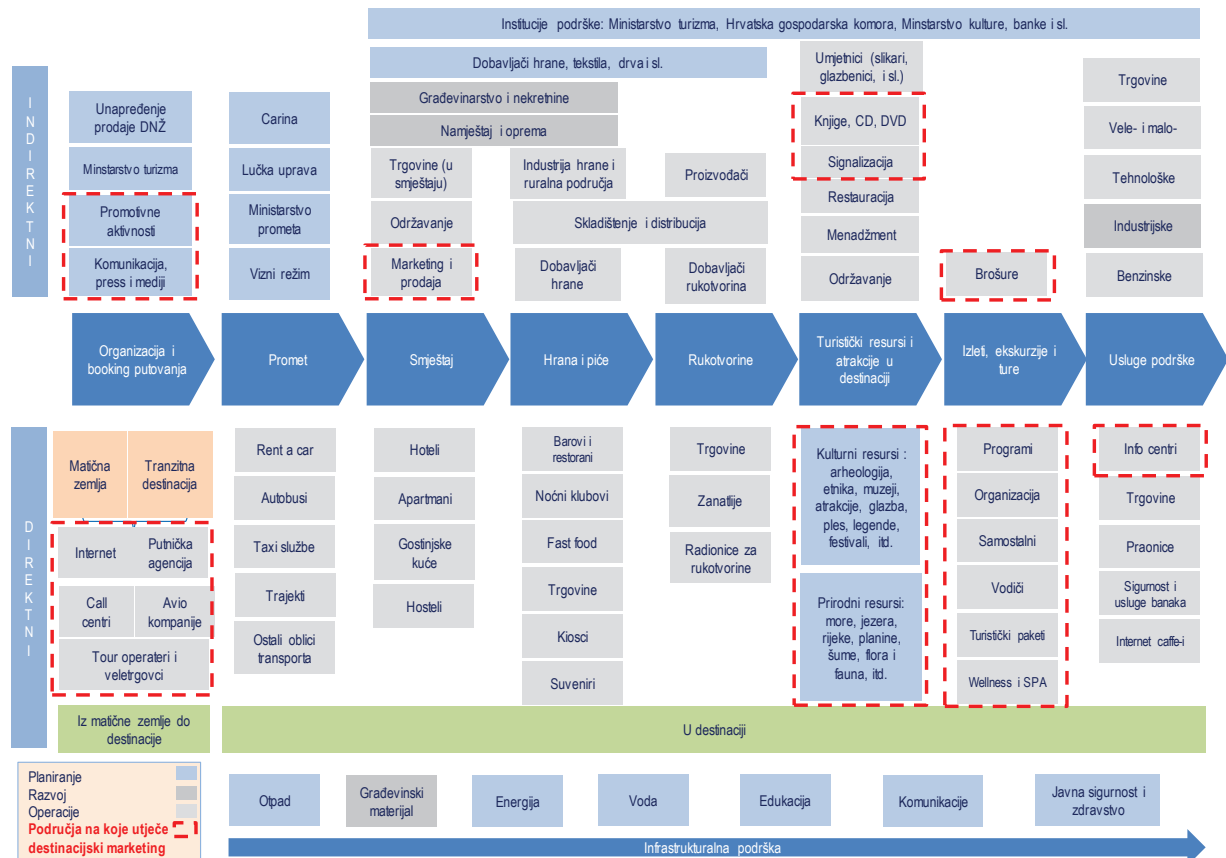 Institucije podrške: Ministarstvo turizma, Hrvatska gospodarska komora, Minstarstvo kulture, banke i sl.
Dobavljači hrane, tekstila, drva i sl.
INDIREKTNI
Unapređenje
prodaje DNŽ
Minstarstvo turizma
Promotivne
aktivnosti
Komunikacija,
press i mediji
Carina
Lučka uprava
Ministarstvo
prometa
Vizni režim
Građevinarstvo i nekretnine
Namještaj i oprema
Trgovine (u
smještaju)
Održavanje
Marketing i
prodaja
Industrija hrane i
ruralna područja
Proizvođači
Skladištenje i distribucija
Dobavljači
hrane
Dobavljači
rukotvorina
Umjetnici (slikari,
glazbenici, i sl.)
Knjige, CD, DVD
Signalizacija
Restauracija
Menadžment
Održavanje
Brošure
Trgovine
Vele- i malo-
Tehnološke
Industrijske
Benzinske
Organizacija i
booking putovanja
Promet
Smještaj
Hrana i piće
Rukotvorine
Turistički resursi i
atrakcije u
destinaciji
Izleti, ekskurzije i
ture
Usluge podrške
DIREKTNI
Matična
zemlja
Tranzitna
destinacija
Internet
Putnička
agencija
Call
centri
Avio
kompanije
Tour operateri i
veletrgovci
Rent a car
Autobusi
Taxi službe
Trajekti
Ostali oblici
transporta
Hoteli
Apartmani
Gostinjske
kuće
Hosteli
Barovi i
restorani
Noćni klubovi
Fast food
Trgovine
Kiosci
Suveniri
Trgovine
Zanatlije
Radionice za
rukotvorine
Kulturni resursi :
arheologija,
etnika, muzeji,
atrakcije, glazba,
ples, legende,
festivali, itd.
Prirodni resursi:
more, jezera,
rijeke, planine,
šume, flora i
fauna, itd.
Programi
Organizacija
Samostalni
Vodiči
Turistički paketi
Wellness i SPA
Info centri
Trgovine
Praonice
Sigurnost i
usluge banaka
Internet caffe-i
Iz matične zemlje do
destinacije
U destinaciji
Planiranje
Razvoj
Operacije
Područja na koje utječe
destinacijski marketing
Otpad
Građevinski
materijal
Energija
Voda
Edukacija
Komunikacije
Javna sigurnost i
zdravstvo
Infrastrukturalna podrška